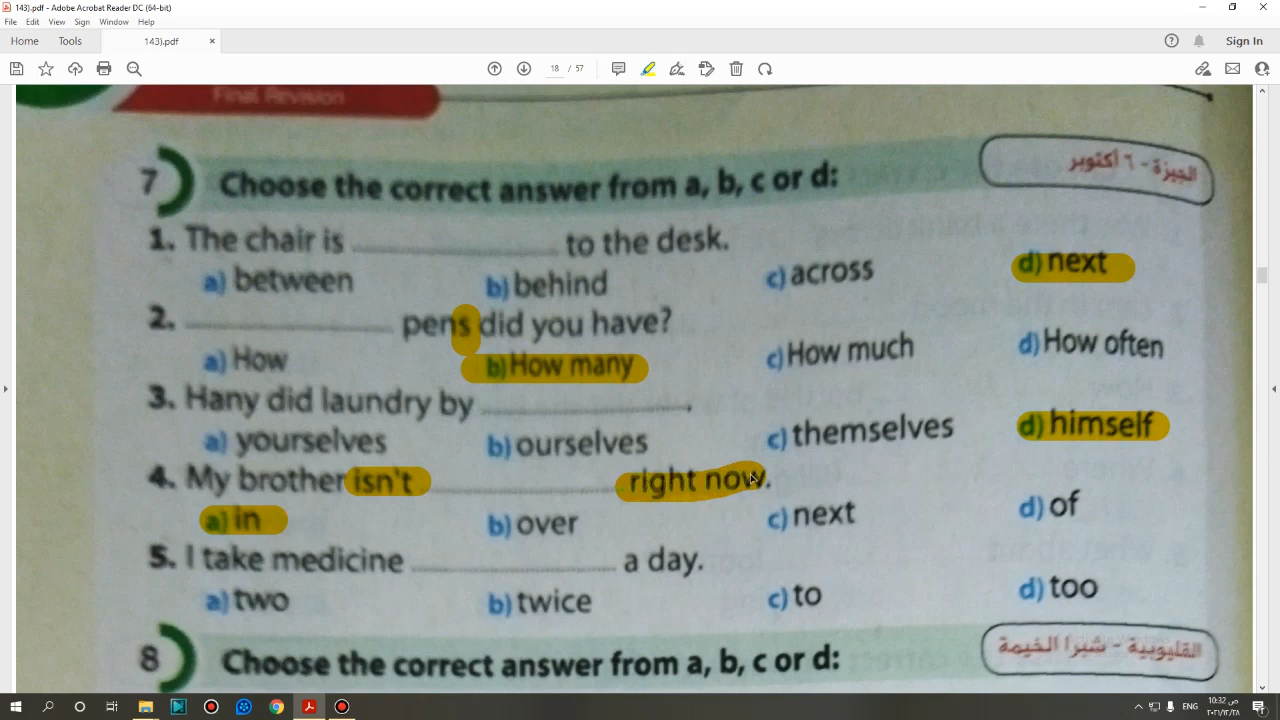 143).pdf - Adobe Acrobat Reader DC (64-bit)
File Edit View Sign Window Help
Home Tools 143).pdf × Sign In
18 / 57
Final Revision
7 Choose the correct answer from a, b, c or d: الجيزة - ٦ أكتوبر
1. The chair is ______ to the desk.
a) between b) behind c) across d) next
2. ______ pens did you have?
a) How b) How many c) How much d) How often
3. Hany did laundry by ______.
a) yourselves b) ourselves c) themselves d) himself
4. My brother isn't ______ right now.
a) in b) over c) next d) of
5. I take medicine ______ a day.
a) two b) twice c) to d) too
8 Choose the correct answer from a, b, c or d: القليوبية - شبرا الخيمة
ENG 10:32 ص